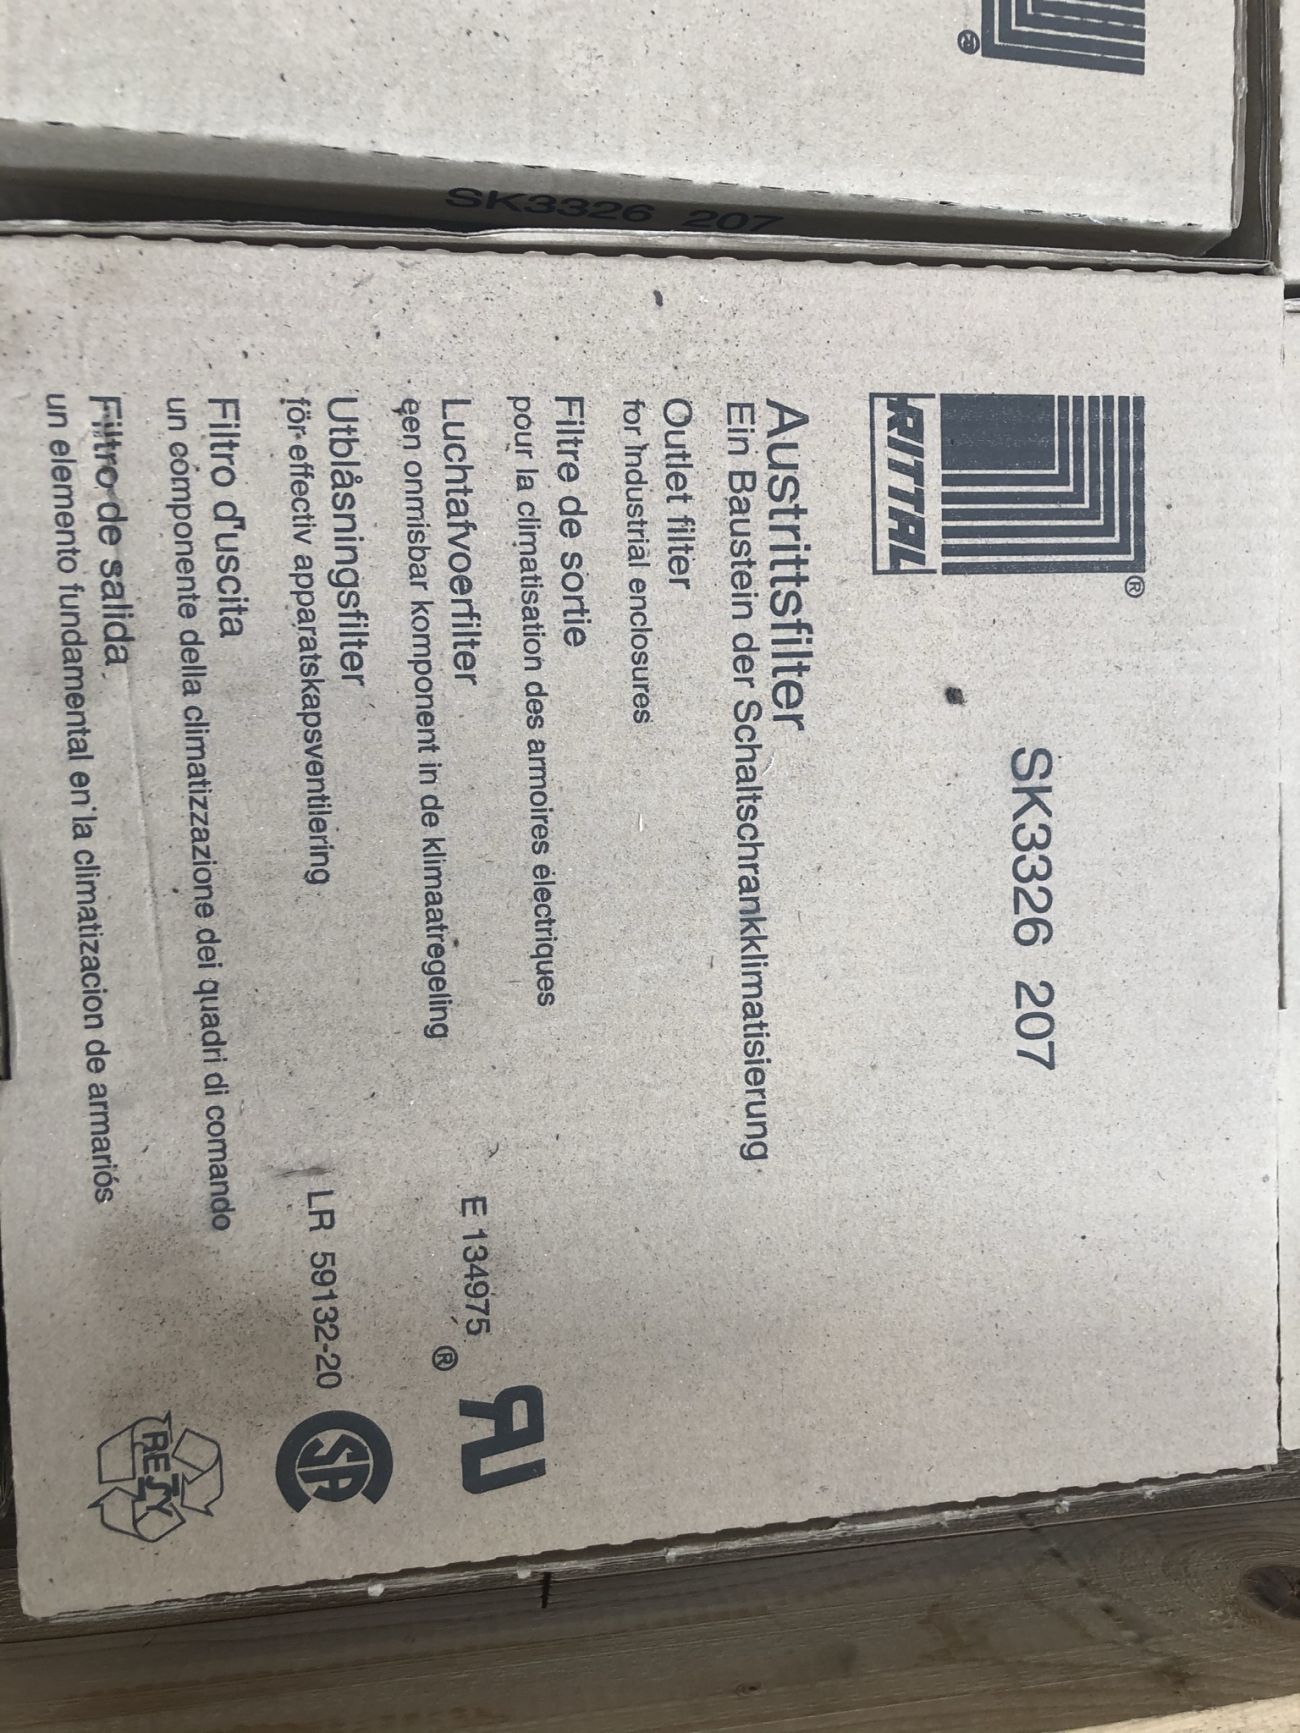 ®
SK3326 207
®
RITTAL
SK3326 207
Austrittsfilter
Ein Baustein der Schaltschrankklimatisierung
Outlet filter
for Industrial enclosures
Filtre de sortie
pour la climatisation des armoires électriques
Luchtafvoerfilter
een onmisbar komponent in de klimaatregeling
Utblåsningsfilter
för effectiv apparatskapsventilering
Filtro d'uscita
un componente della climatizzazione dei quadri di comando
Filtro de salida
un elemento fundamental en la climatizacion de armariós
E 134975
®
RU
LR 59132-20
SA
RESY